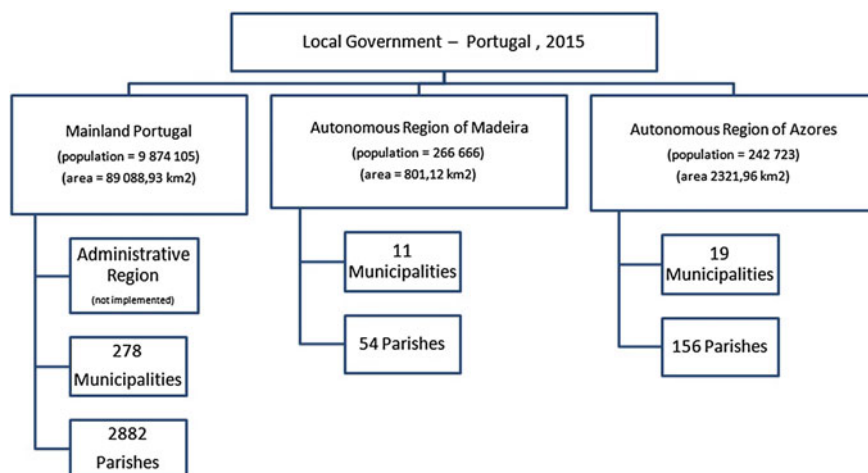 Local Government – Portugal , 2015
Mainland Portugal
(population = 9 874 105)
(area = 89 088,93 km2)
Administrative
Region
(not implemented)
278
Municipalities
2882
Parishes
Autonomous Region of Madeira
(population = 266 666)
(area = 801,12 km2)
11
Municipalities
54 Parishes
Autonomous Region of Azores
(population = 242 723)
(area 2321,96 km2)
19
Municipalities
156 Parishes